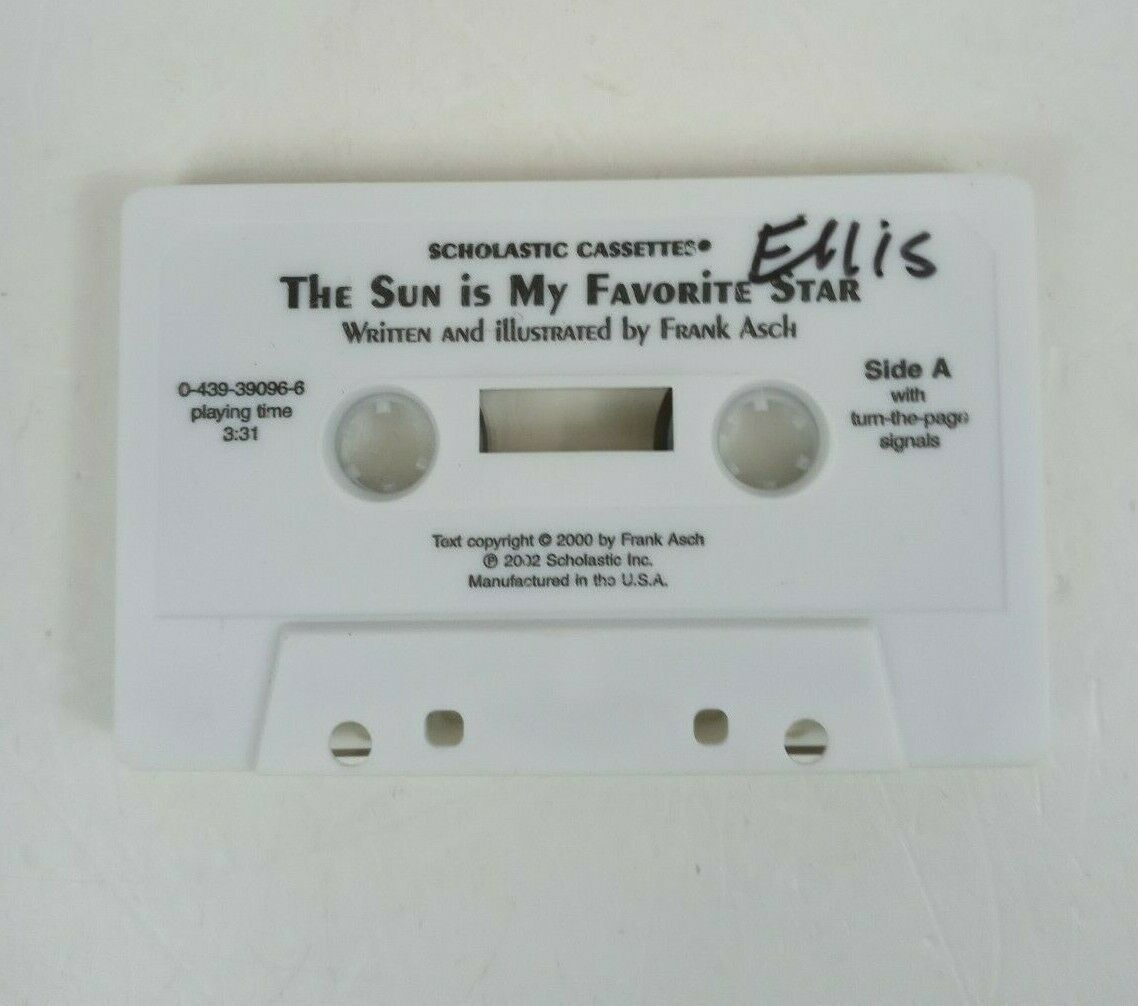 SCHOLASTIC CASSETTES®
Ellis
The Sun is My Favorite Star
Written and illustrated by Frank Asch
0-439-39096-6
playing time
3:31
Side A
with
turn-the-page
signals
Text copyright © 2000 by Frank Asch
℗ 2002 Scholastic Inc.
Manufactured in the U.S.A.